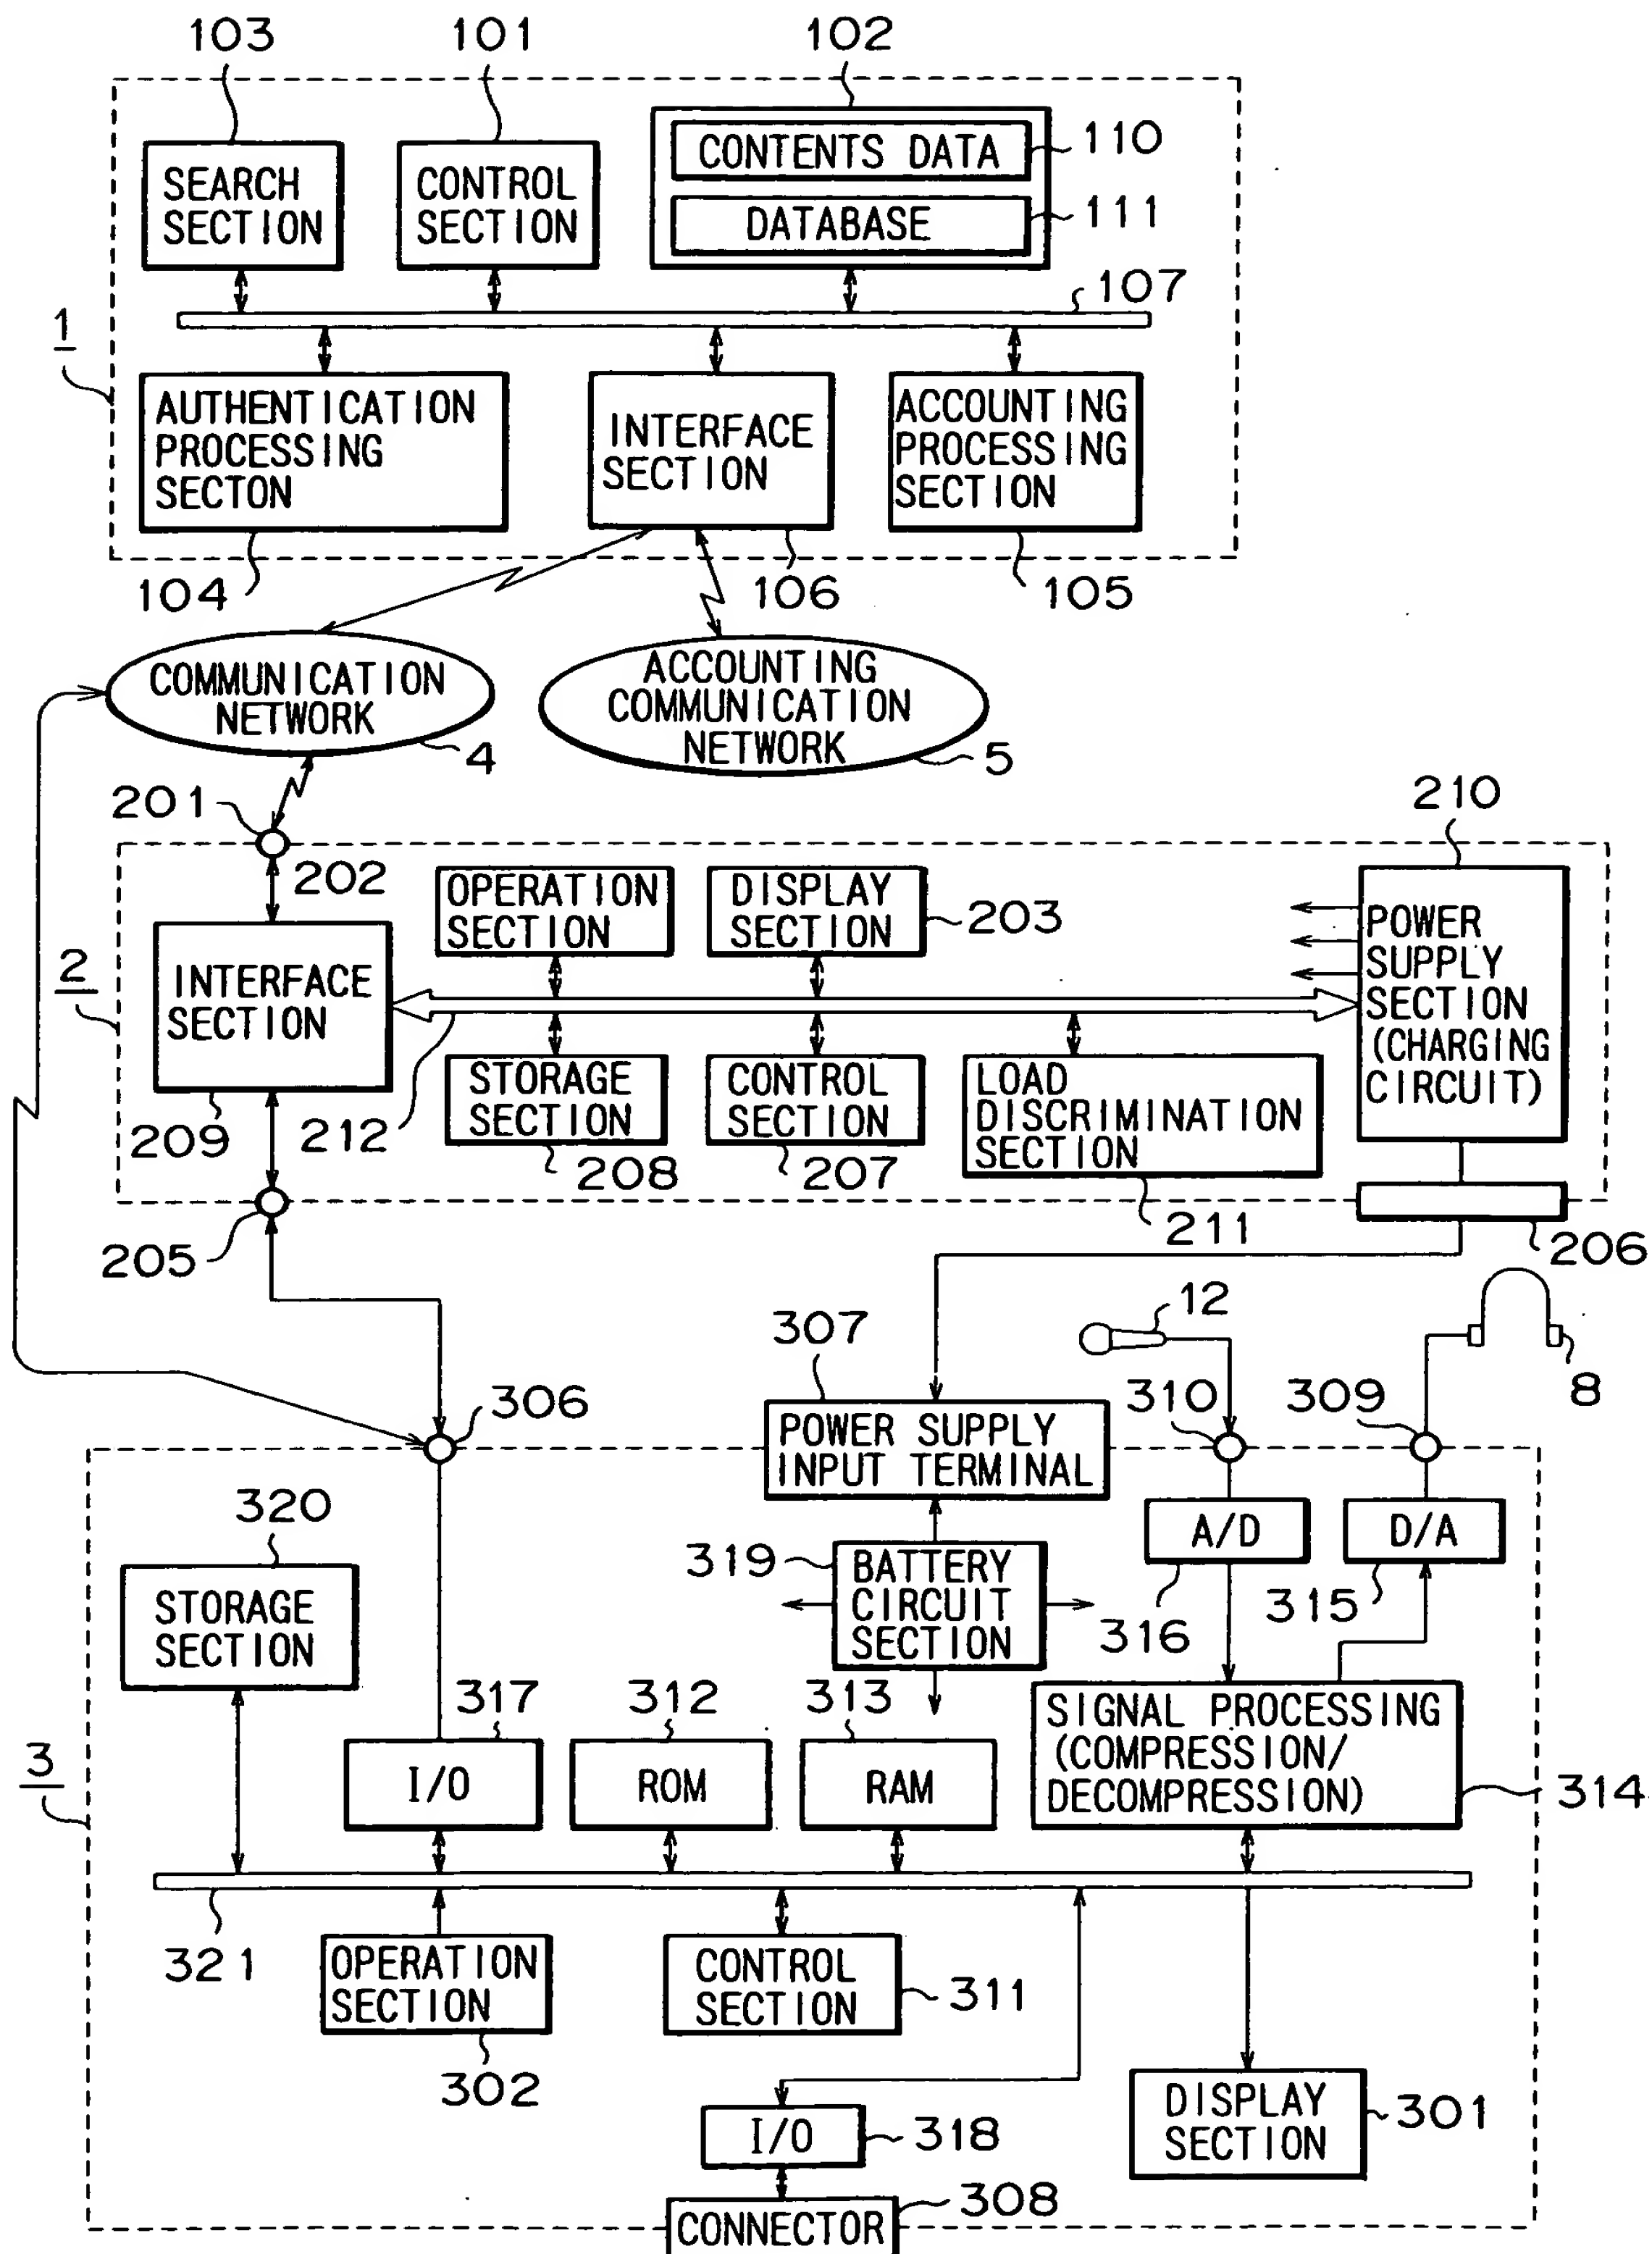 103
101
102
SEARCH
SECTION
CONTROL
SECTION
CONTENTS DATA
110
DATABASE
111
107
1
AUTHENTICATION
PROCESSING
SECTON
INTERFACE
SECTION
ACCOUNTING
PROCESSING
SECTION
104
106
105
COMMUNICATION
NETWORK
4
ACCOUNTING
COMMUNICATION
NETWORK
5
201
210
202
OPERATION
SECTION
DISPLAY
SECTION
203
POWER
SUPPLY
SECTION
(CHARGING
CIRCUIT)
2
INTERFACE
SECTION
STORAGE
SECTION
CONTROL
SECTION
LOAD
DISCRIMINATION
SECTION
209
212
208
207
211
205
206
12
307
310
309
8
306
POWER SUPPLY
INPUT TERMINAL
320
A/D
D/A
319
BATTERY
CIRCUIT
SECTION
316
315
STORAGE
SECTION
317
312
313
SIGNAL PROCESSING
(COMPRESSION/
DECOMPRESSION)
314
3
I/O
ROM
RAM
321
OPERATION
SECTION
CONTROL
SECTION
311
302
DISPLAY
SECTION
301
I/O
318
308
CONNECTOR